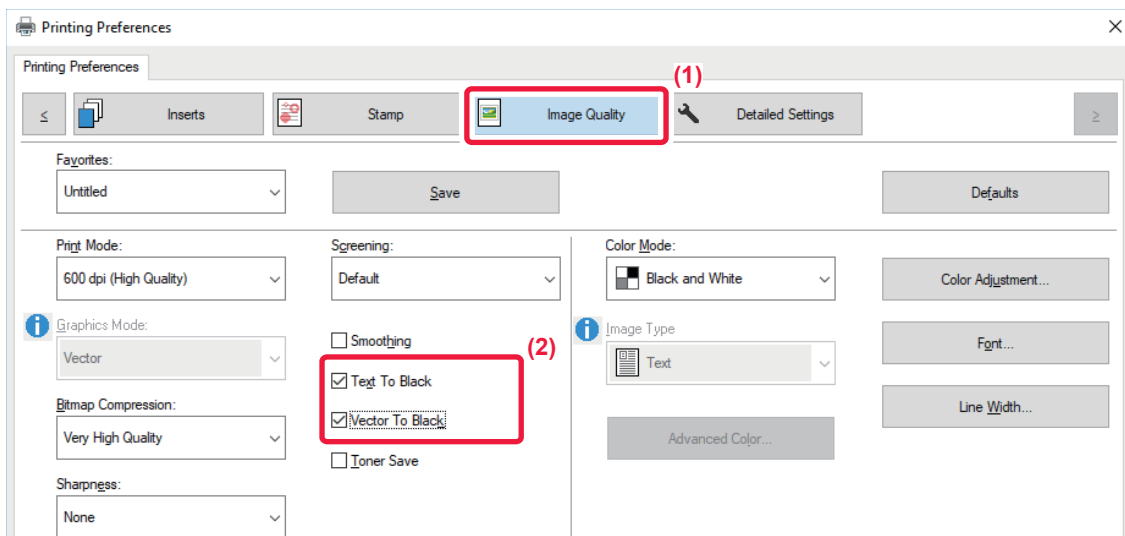 Printing Preferences
Printing Preferences
(1)
< Inserts Stamp Image Quality Detailed Settings >
Favorites:
Untitled Save Defaults
Print Mode: Screening: Color Mode:
600 dpi (High Quality) Default Black and White Color Adjustment...
Graphics Mode: Smoothing (2) Image Type Font...
Vector Text To Black Text
Bitmap Compression: Vector To Black Line Width...
Very High Quality Toner Save Advanced Color...
Sharpness:
None